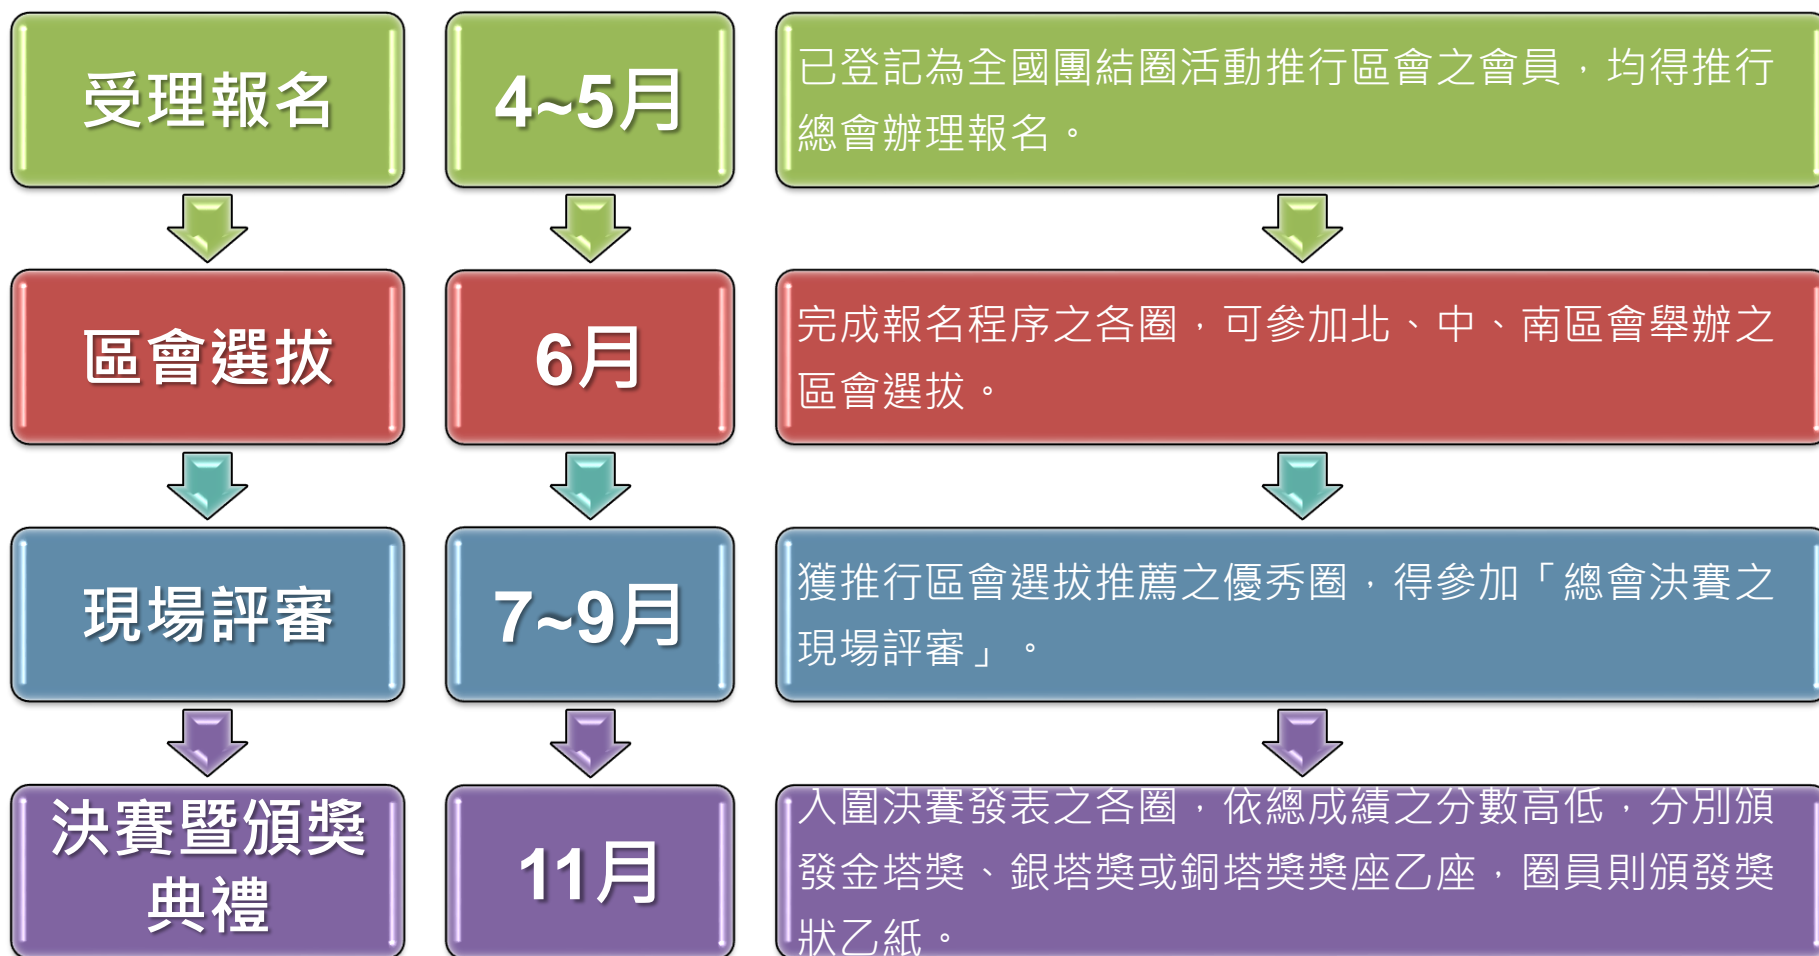 受理報名
4~5月
已登記為全國團結圈活動推行區會之會員，均得推行
總會辦理報名。
區會選拔
6月
完成報名程序之各圈，可參加北、中、南區會舉辦之
區會選拔。
現場評審
7~9月
獲推行區會選拔推薦之優秀圈，得參加「總會決賽之
現場評審」。
決賽暨頒獎
典禮
11月
入圍決賽發表之各圈，依總成績之分數高低，分別頒
發金塔獎、銀塔獎或銅塔獎獎座乙座，圈員則頒發獎
狀乙紙。